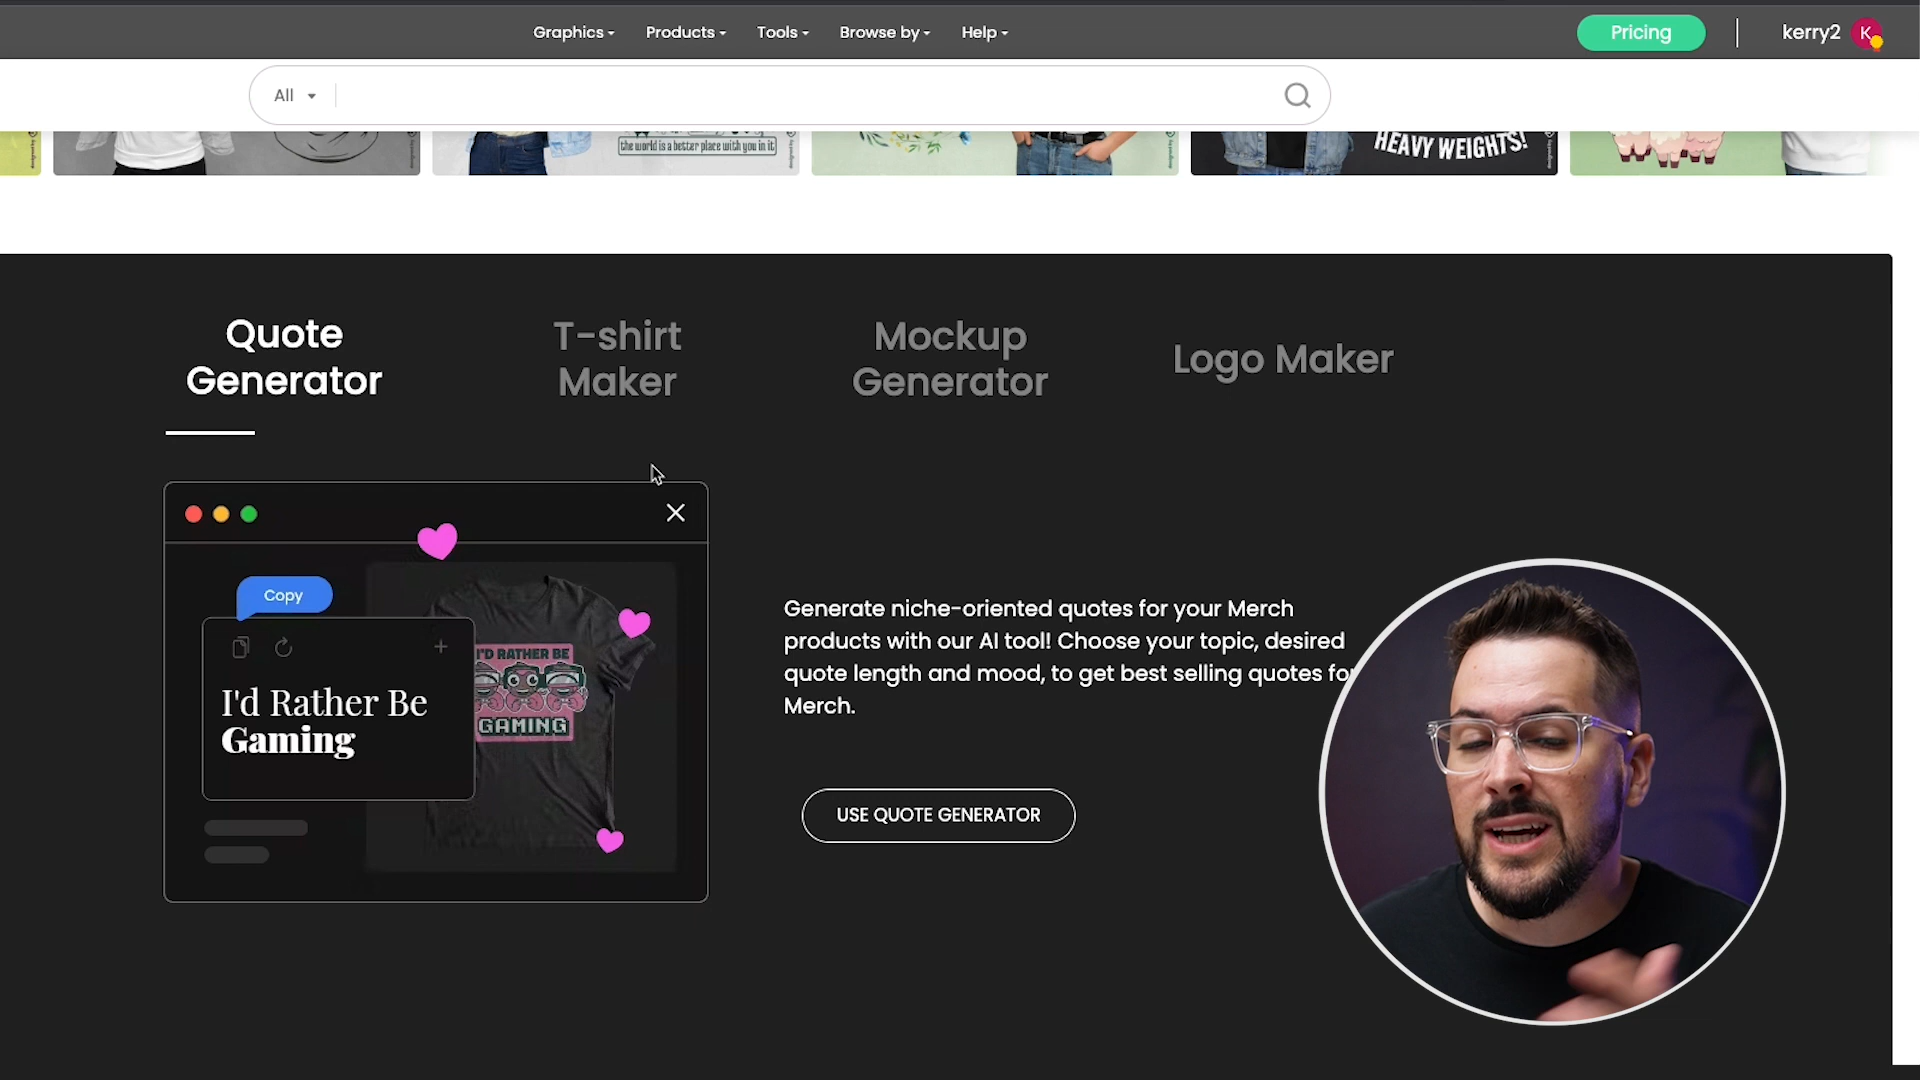 Graphics
Products
Tools
Browse by
Help
Pricing
kerry2
K
All
the world is a better place with you in it
HEAVY WEIGHTS!
Quote
Generator
T-shirt
Maker
Mockup
Generator
Logo Maker
Copy
I'd Rather Be
Gaming
I'D RATHER BE
GAMING
Generate niche-oriented quotes for your Merch
products with our AI tool! Choose your topic, desired
quote length and mood, to get best selling quotes for
Merch.
USE QUOTE GENERATOR